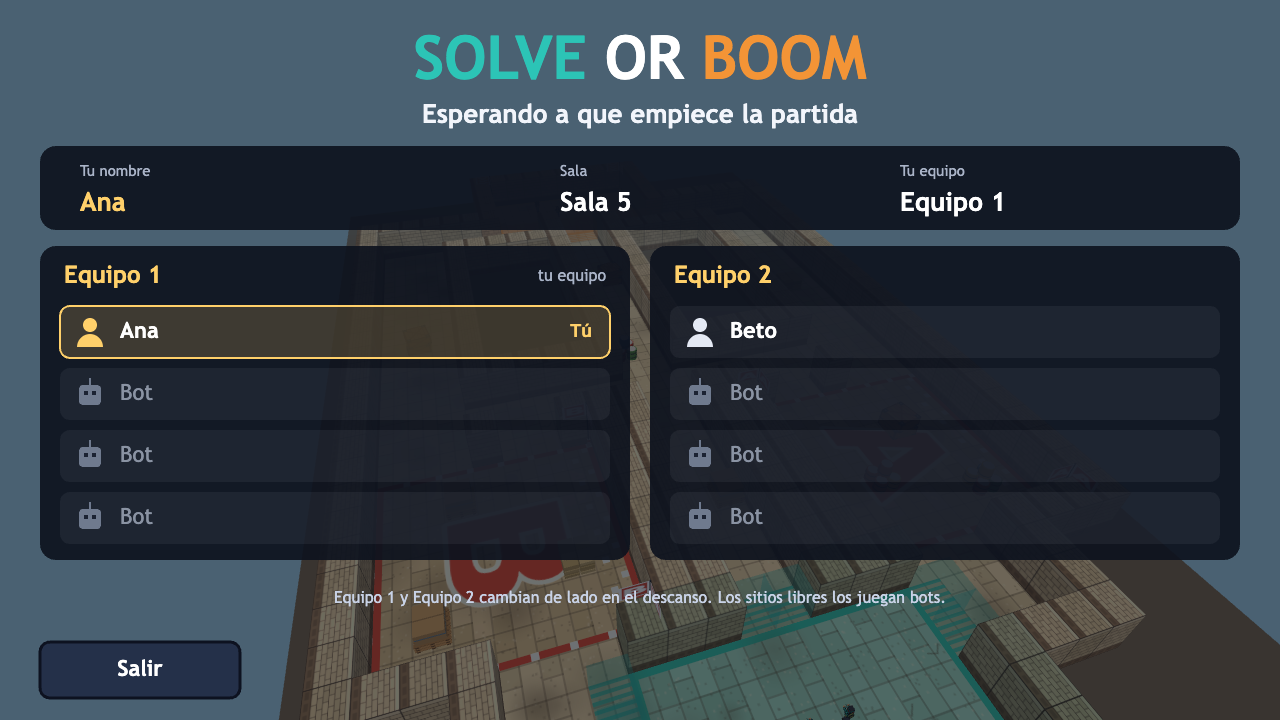 SOLVE OR BOOM
Esperando a que empiece la partida
Tu nombre
Ana
Sala
Sala 5
Tu equipo
Equipo 1
Equipo 1
tu equipo
Ana
Tú
Bot
Bot
Bot
Equipo 2
Beto
Bot
Bot
Bot
A
B
Equipo 1 y Equipo 2 cambian de lado en el descanso. Los sitios libres los juegan bots.
Salir